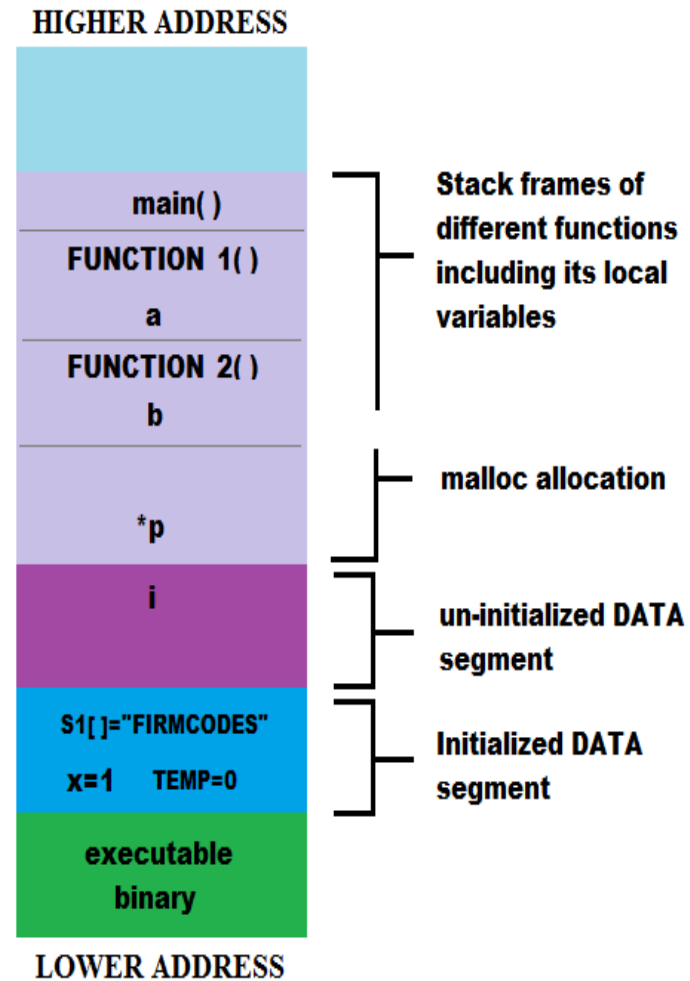 HIGHER ADDRESS
main( )
FUNCTION 1( )
a
FUNCTION 2( )
b
Stack frames of
different functions
including its local
variables
*p
malloc allocation
i
un-initialized DATA
segment
S1[ ]="FIRMCODES"
x=1 TEMP=0
Initialized DATA
segment
executable
binary
LOWER ADDRESS